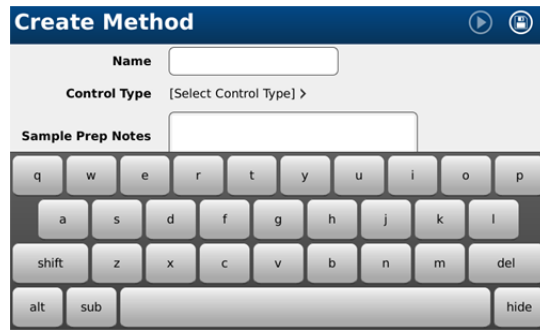 Create Method
Name
Control Type [Select Control Type] >
Sample Prep Notes
q w e r t y u i o p
a s d f g h j k l
shift z x c v b n m del
alt sub hide